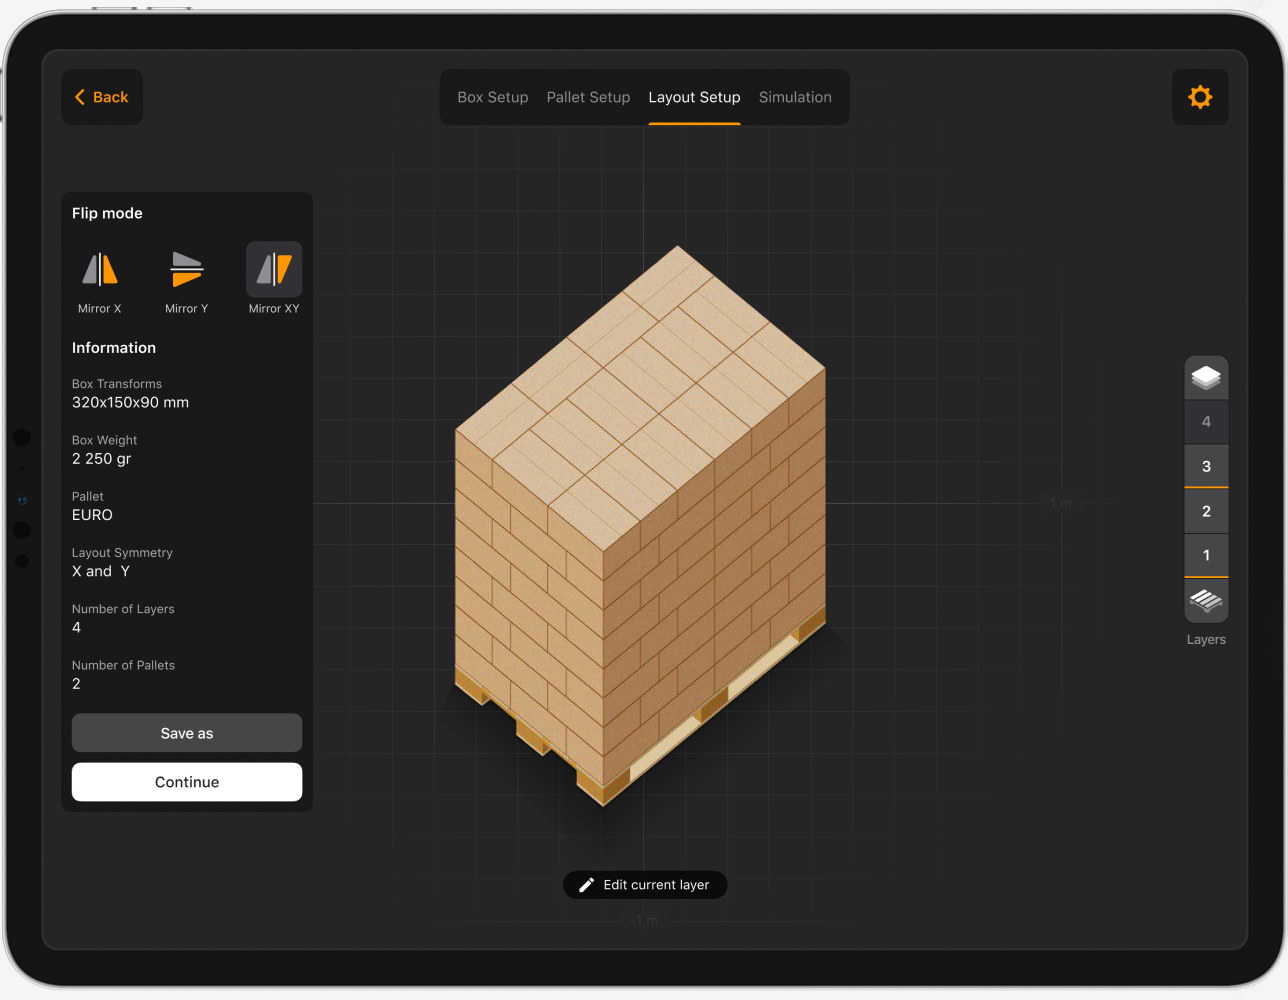 Back
Box Setup
Pallet Setup
Layout Setup
Simulation
Flip mode
Mirror X
Mirror Y
Mirror XY
Information
Box Transforms
320x150x90 mm
Box Weight
2 250 gr
Pallet
EURO
Layout Symmetry
X and Y
Number of Layers
4
Number of Pallets
2
Save as
Continue
1 m
4
3
2
1
Layers
Edit current layer
-1 m